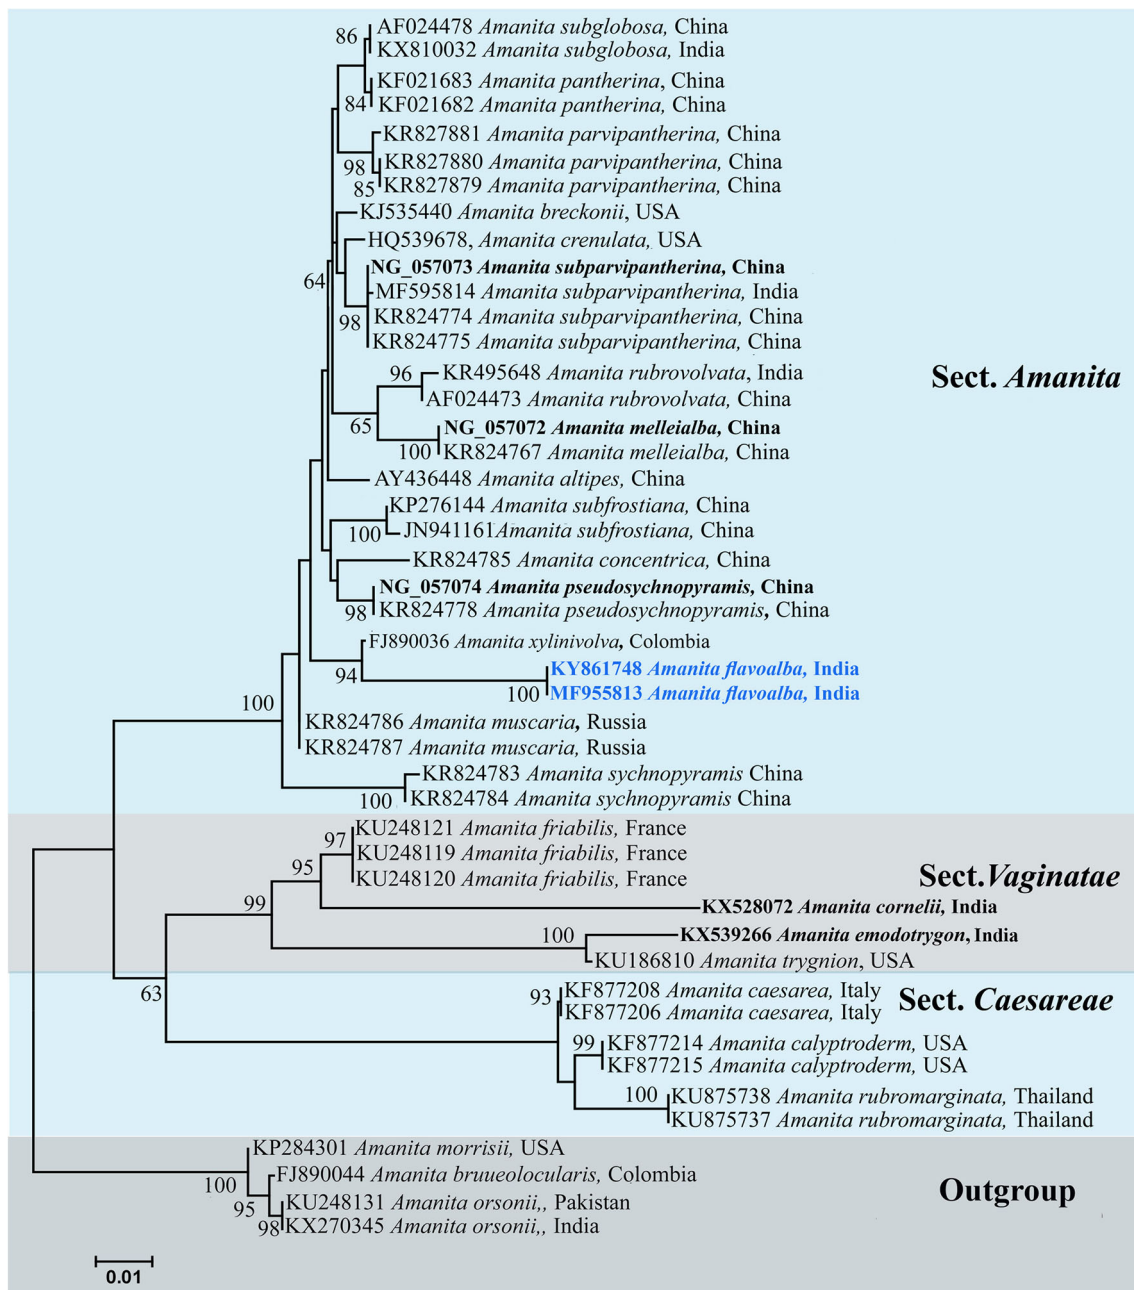 86
AF024478 Amanita subglobosa, China
KX810032 Amanita subglobosa, India
KF021683 Amanita pantherina, China
84
KF021682 Amanita pantherina, China
KR827881 Amanita parvipantherina, China
98
KR827880 Amanita parvipantherina, China
85
KR827879 Amanita parvipantherina, China
KJ535440 Amanita breckonii, USA
HQ539678, Amanita crenulata, USA
64
NG_057073 Amanita subparvipantherina, China
MF595814 Amanita subparvipantherina, India
98
KR824774 Amanita subparvipantherina, China
KR824775 Amanita subparvipantherina, China
Sect. Amanita
96
KR495648 Amanita rubrovolvata, India
AF024473 Amanita rubrovolvata, China
65
NG_057072 Amanita melleialba, China
100
KR824767 Amanita melleialba, China
AY436448 Amanita altipes, China
KP276144 Amanita subfrostiana, China
100
JN941161Amanita subfrostiana, China
KR824785 Amanita concentrica, China
NG_057074 Amanita pseudosychnopyramis, China
98
KR824778 Amanita pseudosychnopyramis, China
FJ890036 Amanita xylinivolva, Colombia
94
KY861748 Amanita flavoalba, India
100
MF955813 Amanita flavoalba, India
100
KR824786 Amanita muscaria, Russia
KR824787 Amanita muscaria, Russia
KR824783 Amanita sychnopyramis China
100
KR824784 Amanita sychnopyramis China
KU248121 Amanita friabilis, France
97
KU248119 Amanita friabilis, France
95
KU248120 Amanita friabilis, France
Sect.Vaginatae
99
KX528072 Amanita cornelii, India
100
KX539266 Amanita emodotrygon, India
KU186810 Amanita trygnion, USA
63
93
KF877208 Amanita caesarea, Italy
KF877206 Amanita caesarea, Italy
Sect. Caesareae
99
KF877214 Amanita calyptroderm, USA
KF877215 Amanita calyptroderm, USA
100
KU875738 Amanita rubromarginata, Thailand
KU875737 Amanita rubromarginata, Thailand
KP284301 Amanita morrisii, USA
100
FJ890044 Amanita bruueolocularis, Colombia
95
KU248131 Amanita orsonii,, Pakistan
98
KX270345 Amanita orsonii,, India
Outgroup
0.01